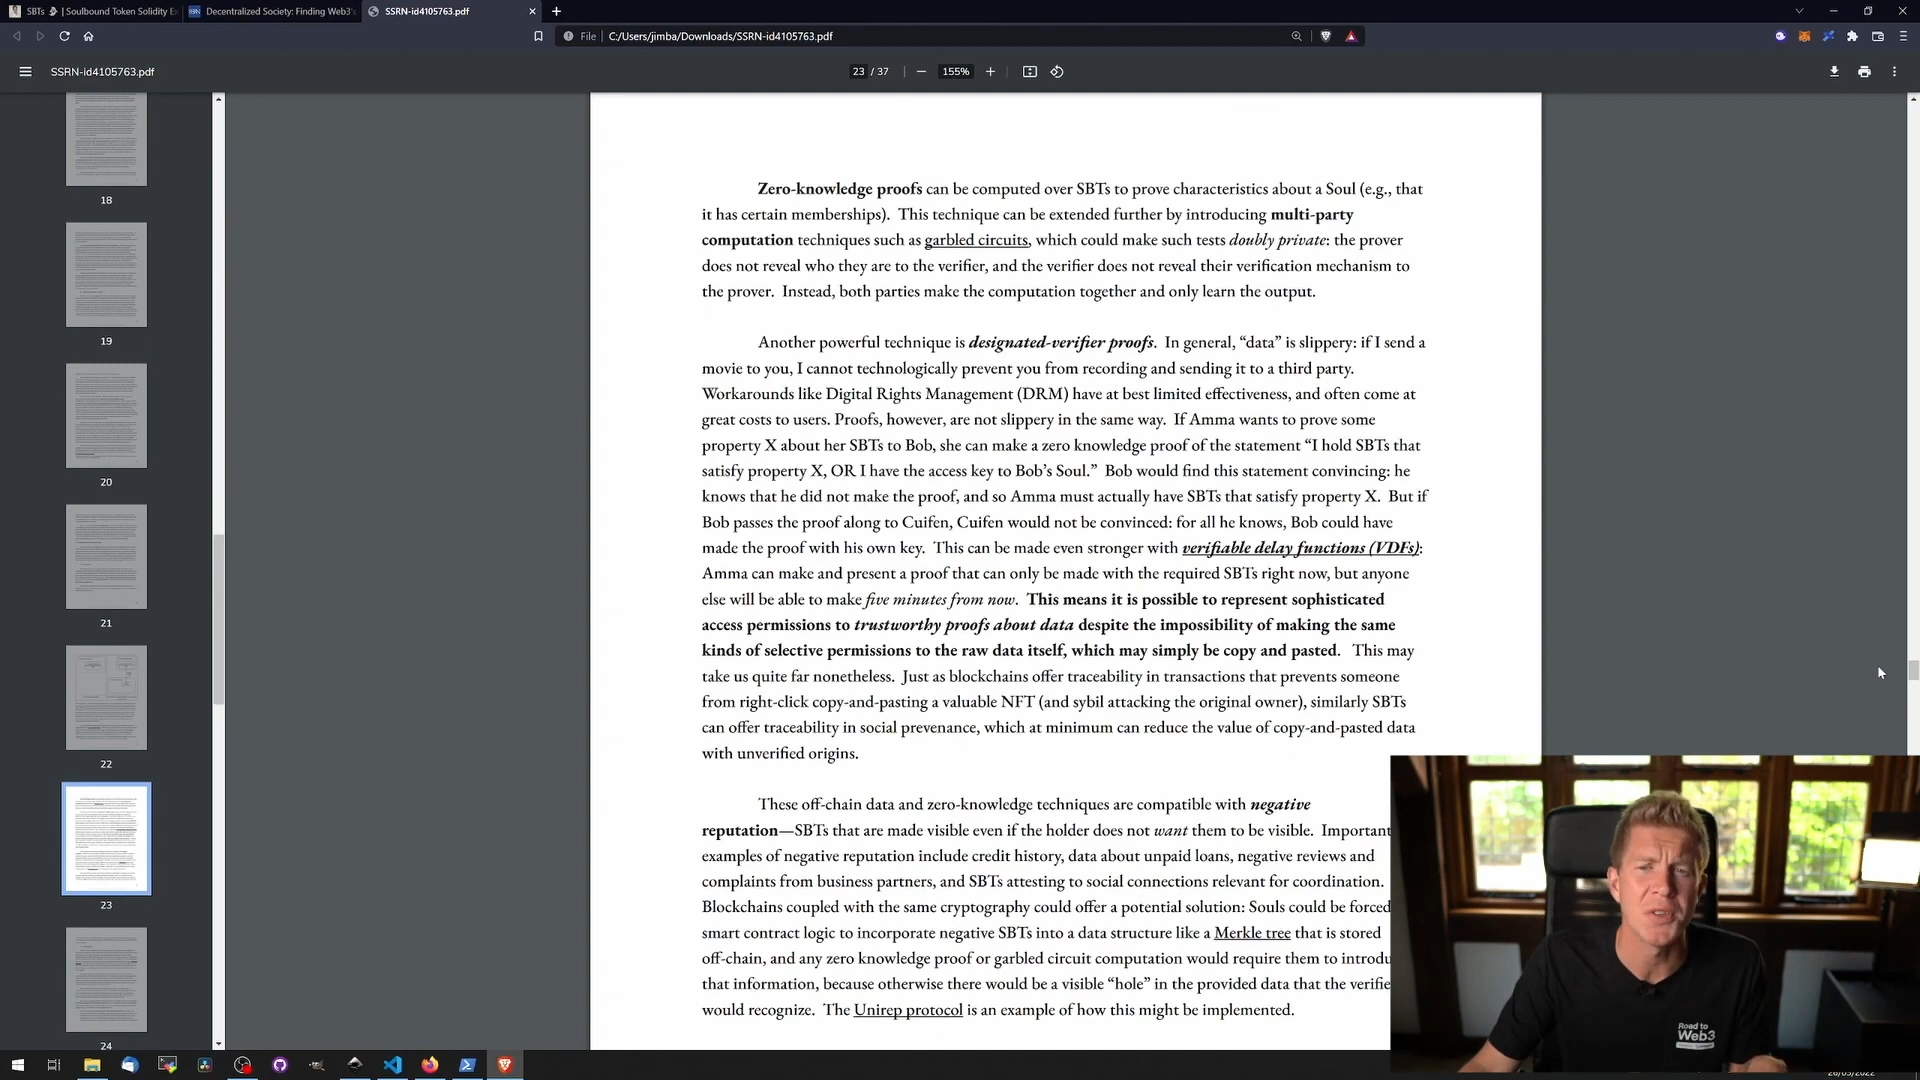 SBTs
| Soulbound Token Solidity E
Decentralized Society: Finding Web3's
SSRN-id4105763.pdf
File
C:/Users/jimba/Downloads/SSRN-id4105763.pdf
SSRN-id4105763.pdf
23 / 37
155%
18
19
20
21
22
23
24
Zero-knowledge proofs can be computed over SBTs to prove characteristics about a Soul (e.g., that
it has certain memberships). This technique can be extended further by introducing multi-party
computation techniques such as garbled circuits, which could make such tests doubly private: the prover
does not reveal who they are to the verifier, and the verifier does not reveal their verification mechanism to
the prover. Instead, both parties make the computation together and only learn the output.
Another powerful technique is designated-verifier proofs. In general, “data” is slippery: if I send a
movie to you, I cannot technologically prevent you from recording and sending it to a third party.
Workarounds like Digital Rights Management (DRM) have at best limited effectiveness, and often come at
great costs to users. Proofs, however, are not slippery in the same way. If Amma wants to prove some
property X about her SBTs to Bob, she can make a zero knowledge proof of the statement “I hold SBTs that
satisfy property X, OR I have the access key to Bob’s Soul.” Bob would find this statement convincing: he
knows that he did not make the proof, and so Amma must actually have SBTs that satisfy property X. But if
Bob passes the proof along to Cuifen, Cuifen would not be convinced: for all he knows, Bob could have
made the proof with his own key. This can be made even stronger with verifiable delay functions (VDFs):
Amma can make and present a proof that can only be made with the required SBTs right now, but anyone
else will be able to make five minutes from now. This means it is possible to represent sophisticated
access permissions to trustworthy proofs about data despite the impossibility of making the same
kinds of selective permissions to the raw data itself, which may simply be copy and pasted. This may
take us quite far nonetheless. Just as blockchains offer traceability in transactions that prevents someone
from right-click copy-and-pasting a valuable NFT (and sybil attacking the original owner), similarly SBTs
can offer traceability in social prevenance, which at minimum can reduce the value of copy-and-pasted data
with unverified origins.
These off-chain data and zero-knowledge techniques are compatible with negative
reputation—SBTs that are made visible even if the holder does not want them to be visible. Important
examples of negative reputation include credit history, data about unpaid loans, negative reviews and
complaints from business partners, and SBTs attesting to social connections relevant for coordination.
Blockchains coupled with the same cryptography could offer a potential solution: Souls could be forced
smart contract logic to incorporate negative SBTs into a data structure like a Merkle tree that is stored
off-chain, and any zero knowledge proof or garbled circuit computation would require them to introdu
that information, because otherwise there would be a visible “hole” in the provided data that the verifie
would recognize. The Unirep protocol is an example of how this might be implemented.
Road to
Web3